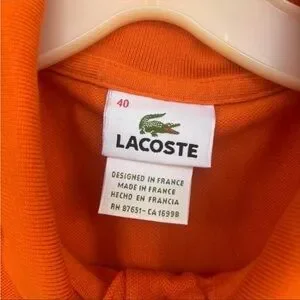 40
LACOSTE
DESIGNED IN FRANCE
MADE IN FRANCE
HECHO EN FRANCIA
RN 87651-CA 16998